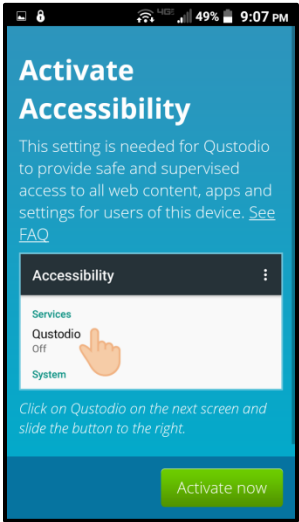 4G 49% 9:07 PM
Activate
Accessibility
This setting is needed for Qustodio
to provide safe and supervised
access to all web content, apps and
settings for users of this device. See
FAQ
Accessibility
Services
Qustodio
Off
System
Click on Qustodio on the next screen and
slide the button to the right.
Activate now